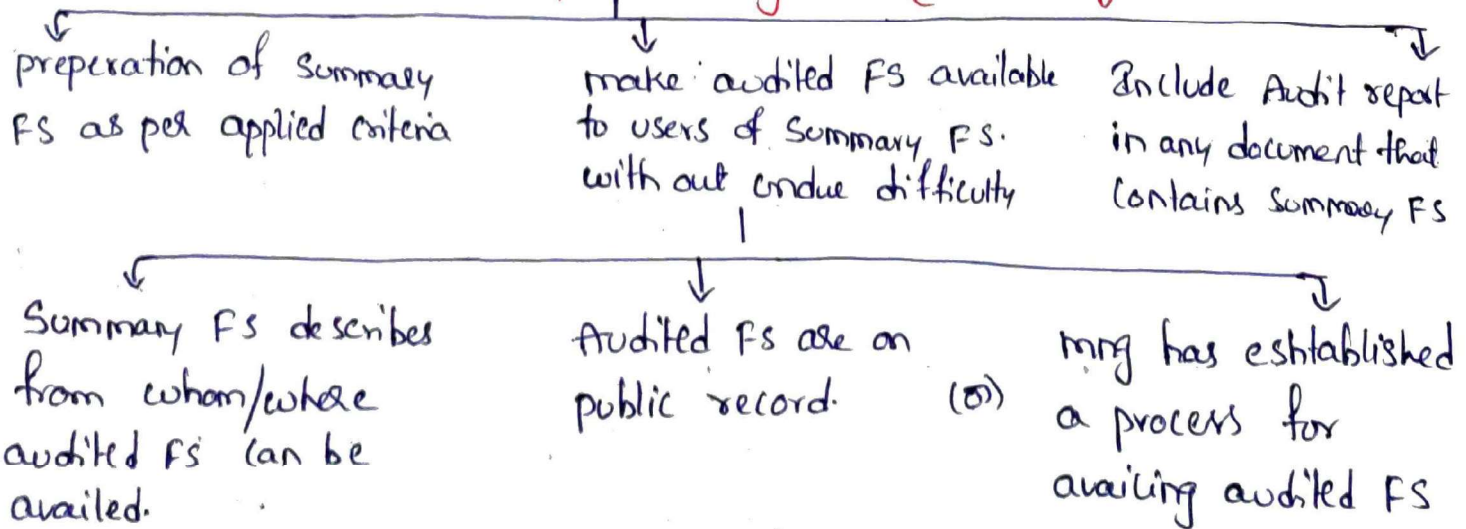 preperation of Summary
FS as per applied criteria
make audited FS available
to users of Summary FS.
with out undue difficulty
Include Audit report
in any document that
Contains Summary FS
Summary FS describes
from whom/where
audited FS can be
availed.
Audited FS are on
public record.
(or)
mng has eshtablished
a process for
availing audited FS